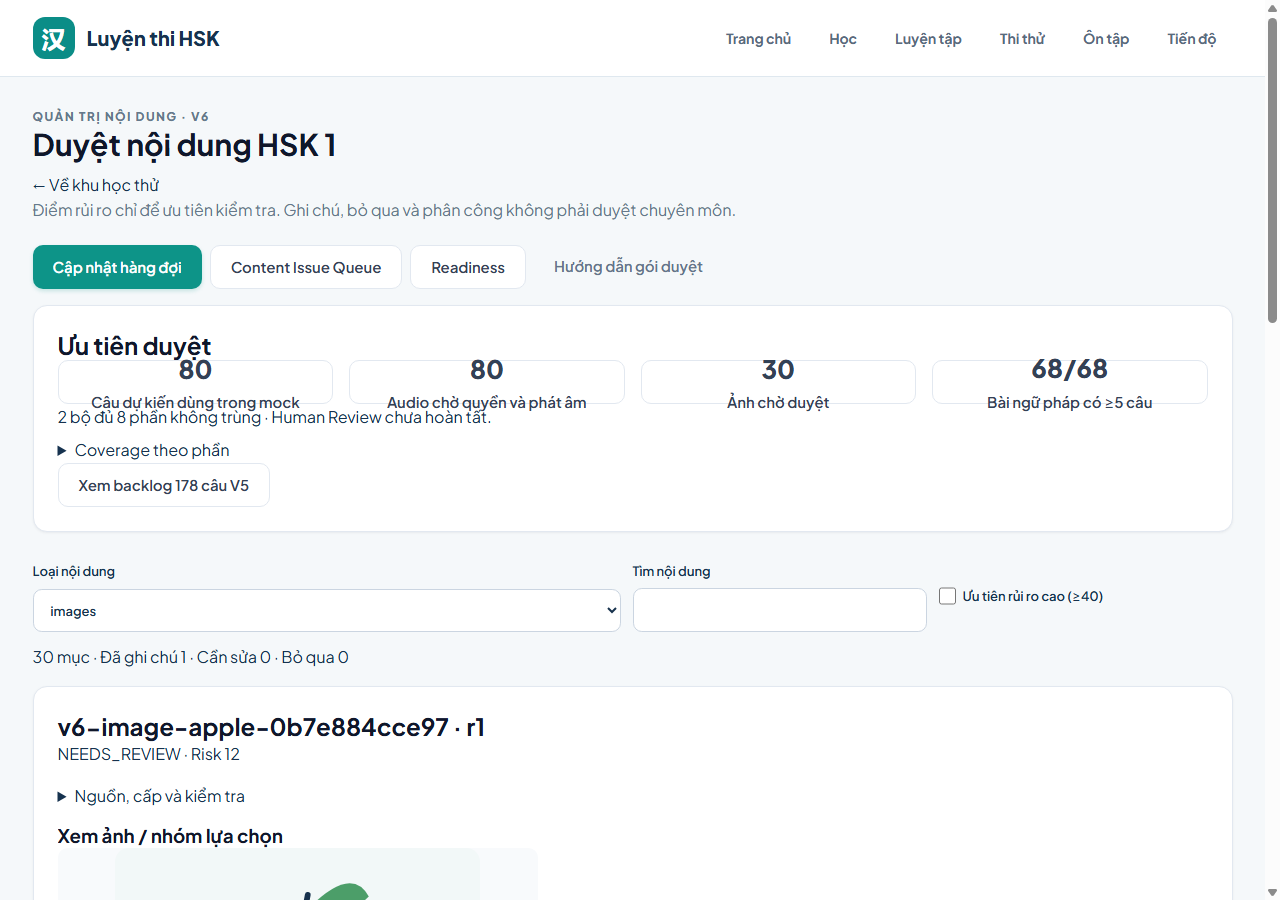 汉 Luyện thi HSK
Trang chủ Học Luyện tập Thi thử Ôn tập Tiến độ
QUẢN TRỊ NỘI DUNG · V6
Duyệt nội dung HSK 1
← Về khu học thử
Điểm rủi ro chỉ để ưu tiên kiểm tra. Ghi chú, bỏ qua và phân công không phải duyệt chuyên môn.
Cập nhật hàng đợi Content Issue Queue Readiness Hướng dẫn gói duyệt
Ưu tiên duyệt
80 80 30 68/68
Câu dự kiến dùng trong mock Audio chờ quyền và phát âm Ảnh chờ duyệt Bài ngữ pháp có ≥5 câu
2 bộ đủ 8 phần không trùng · Human Review chưa hoàn tất.
▶ Coverage theo phần
Xem backlog 178 câu V5
Loại nội dung Tìm nội dung
images Ưu tiên rủi ro cao (≥40)
30 mục · Đã ghi chú 1 · Cần sửa 0 · Bỏ qua 0
v6-image-apple-0b7e884cce97 · r1
NEEDS_REVIEW · Risk 12
▶ Nguồn, cấp và kiểm tra
Xem ảnh / nhóm lựa chọn